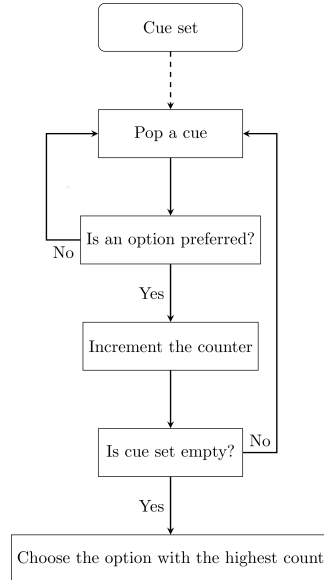 Cue set
Pop a cue
Is an option preferred?
No
Yes
Increment the counter
Is cue set empty?
No
Yes
Choose the option with the highest count